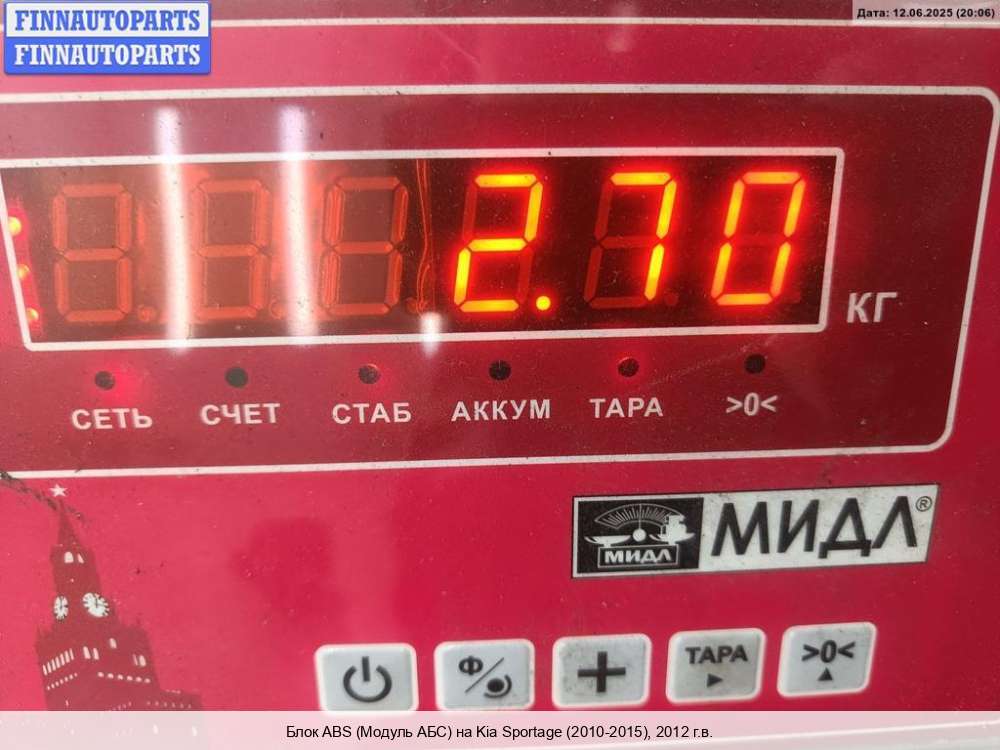 FINNAUTOPARTS
FINNAUTOPARTS
Дата: 12.06.2025 (20:06)
2.70
КГ
СЕТЬ СЧЕТ СТАБ АККУМ ТАРА >0<
МИДЛ МИДЛ®
Ф/ + ТАРА >0<
Блок ABS (Модуль АБС) на Kia Sportage (2010-2015), 2012 г.в.